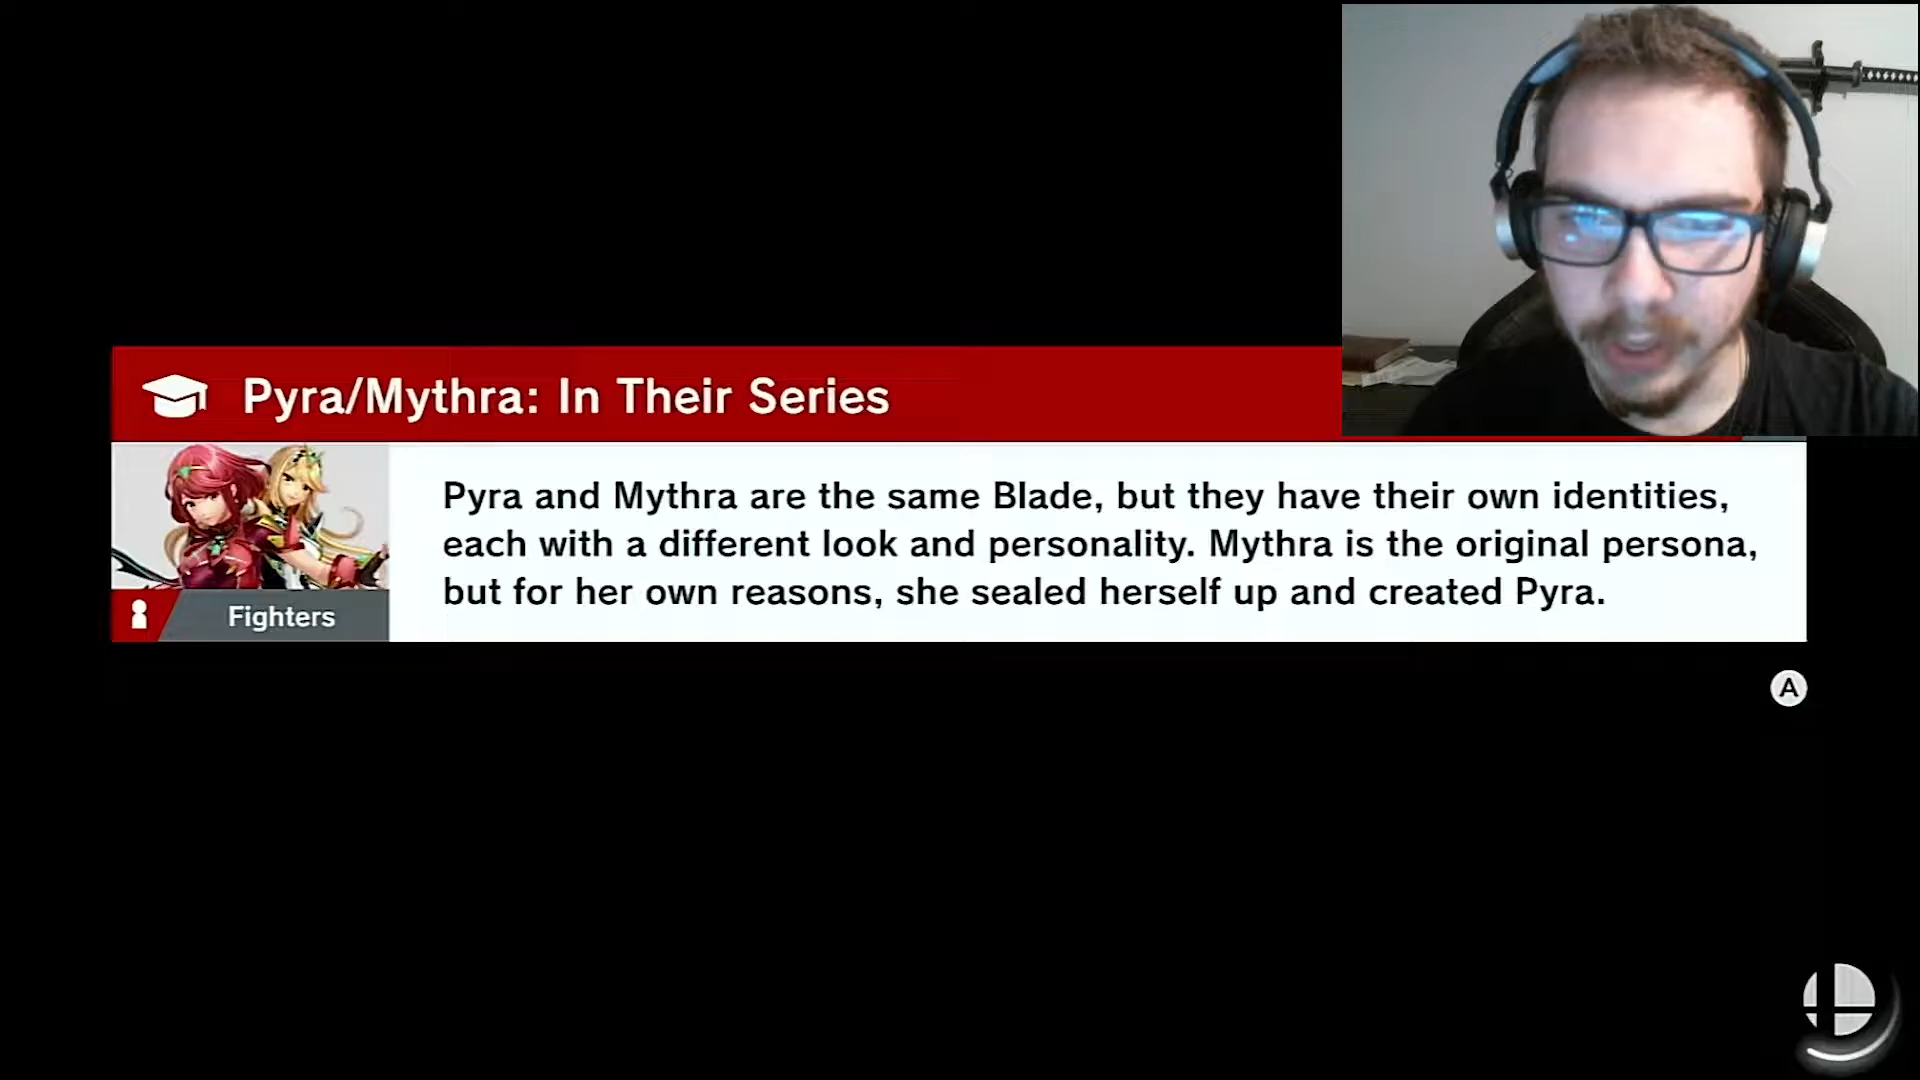 Pyra/Mythra: In Their Series
Pyra and Mythra are the same Blade, but they have their own identities,
each with a different look and personality. Mythra is the original persona,
but for her own reasons, she sealed herself up and created Pyra.
Fighters
A